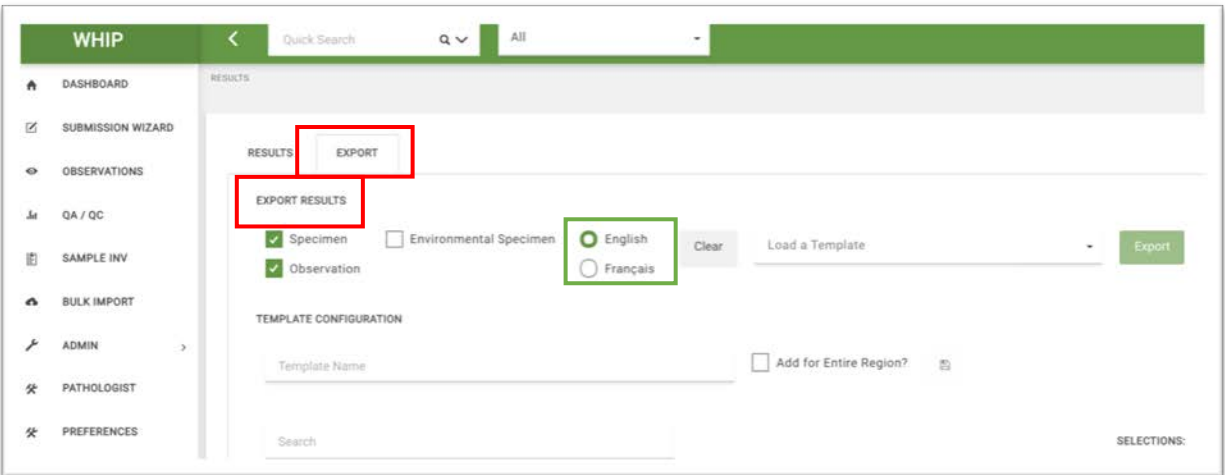 WHIP
Quick Search
All
DASHBOARD
RESULTS
SUBMISSION WIZARD
RESULTS EXPORT
OBSERVATIONS
EXPORT RESULTS
QA / QC
Specimen Environmental Specimen English Clear Load a Template Export
SAMPLE INV
Observation Français
BULK IMPORT
TEMPLATE CONFIGURATION
ADMIN
Template Name Add for Entire Region?
PATHOLOGIST
PREFERENCES
Search SELECTIONS: